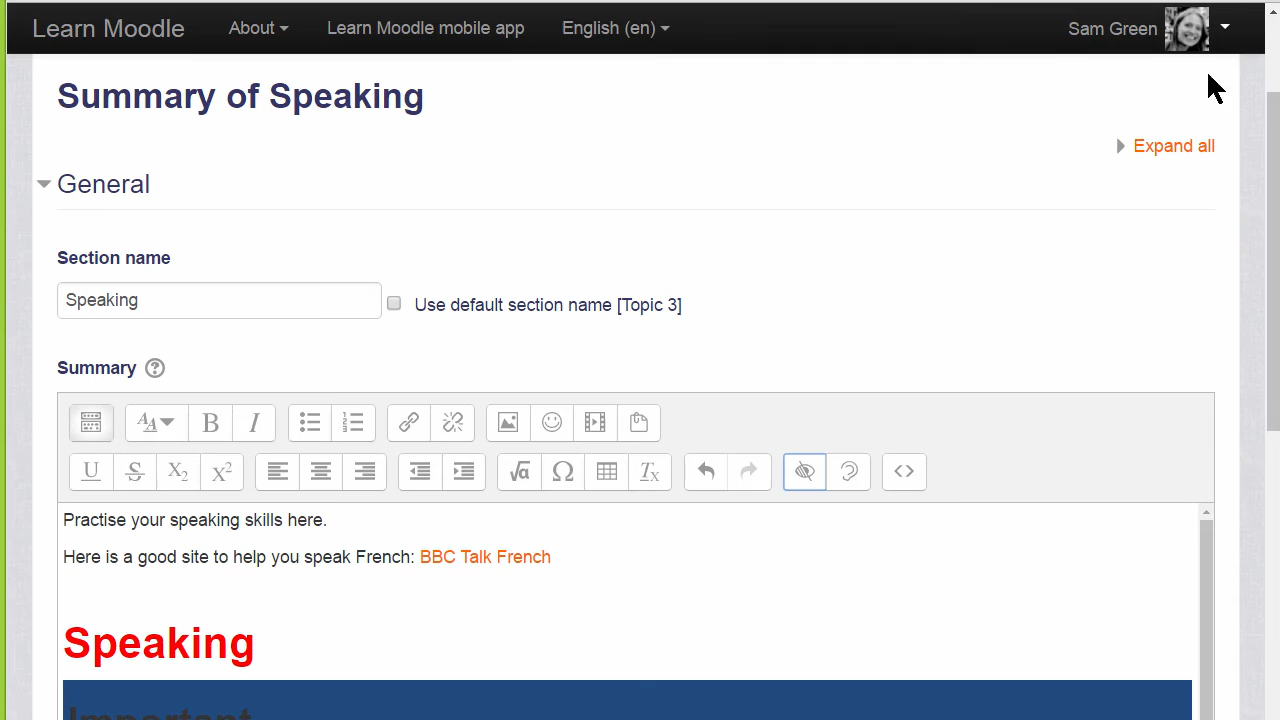 Learn Moodle About Learn Moodle mobile app English (en) Sam Green
Summary of Speaking
Expand all
General
Section name
Speaking Use default section name [Topic 3]
Summary
Practise your speaking skills here.
Here is a good site to help you speak French: BBC Talk French
Speaking
Important